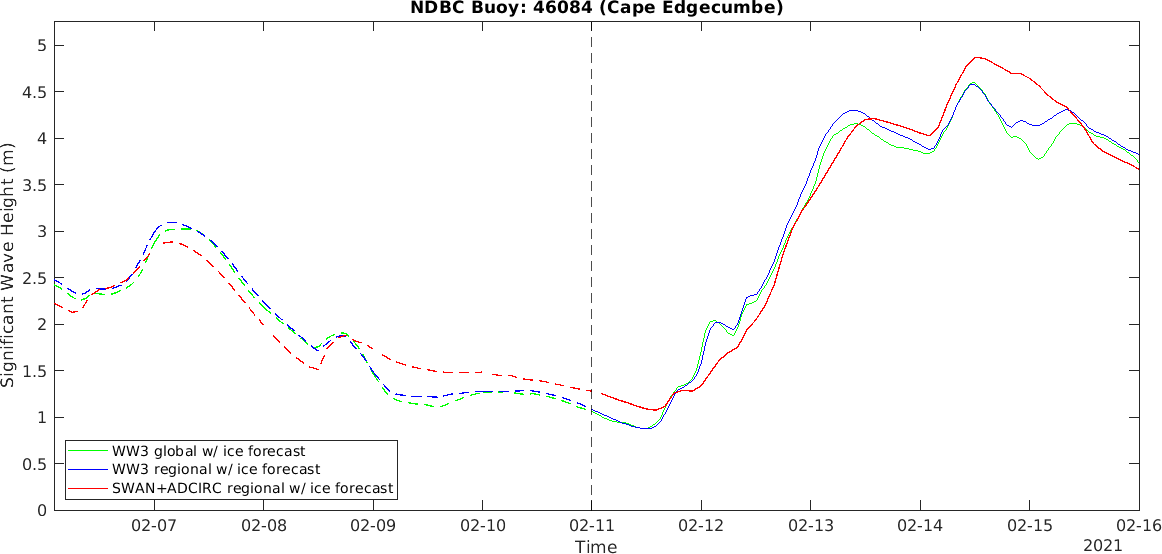 NDBC Buoy: 46084 (Cape Edgecumbe)
Significant Wave Height (m)
5
4.5
4
3.5
3
2.5
2
1.5
1
0.5
0
WW3 global w/ ice forecast
WW3 regional w/ ice forecast
SWAN+ADCIRC regional w/ ice forecast
02-07 02-08 02-09 02-10 02-11 02-12 02-13 02-14 02-15 02-16
Time
2021